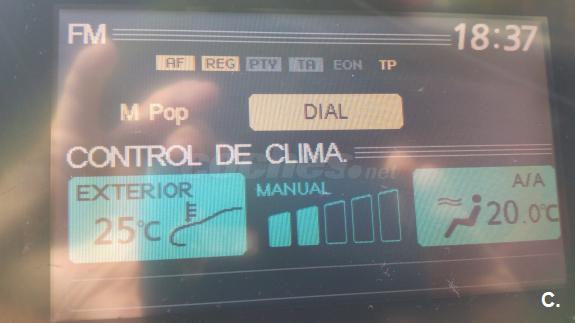 FM 18:37
AF REG PTY TA EON TP
M Pop DIAL
CONTROL DE CLIMA.
EXTERIOR MANUAL A/A
25°C 20.0°C
C.